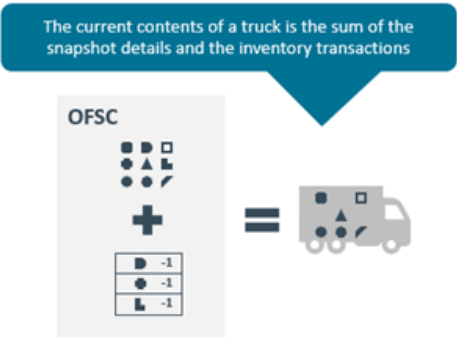 The current contents of a truck is the sum of the
snapshot details and the inventory transactions
OFSC
-1
-1
-1